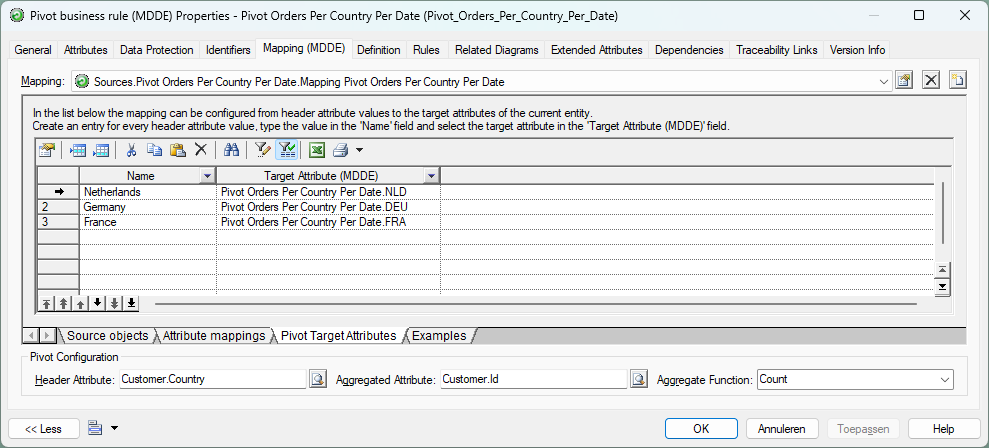 Pivot business rule (MDDE) Properties - Pivot Orders Per Country Per Date (Pivot_Orders_Per_Country_Per_Date)
General Attributes Data Protection Identifiers Mapping (MDDE) Definition Rules Related Diagrams Extended Attributes Dependencies Traceability Links Version Info
Mapping: Sources.Pivot Orders Per Country Per Date.Mapping Pivot Orders Per Country Per Date
In the list below the mapping can be configured from header attribute values to the target attributes of the current entity.
Create an entry for every header attribute value, type the value in the 'Name' field and select the target attribute in the 'Target Attribute (MDDE)' field.
Name Target Attribute (MDDE)
Netherlands Pivot Orders Per Country Per Date.NLD
2 Germany Pivot Orders Per Country Per Date.DEU
3 France Pivot Orders Per Country Per Date.FRA
Source objects Attribute mappings Pivot Target Attributes Examples
Pivot Configuration
Header Attribute: Customer.Country Aggregated Attribute: Customer.Id Aggregate Function: Count
<< Less OK Annuleren Toepassen Help